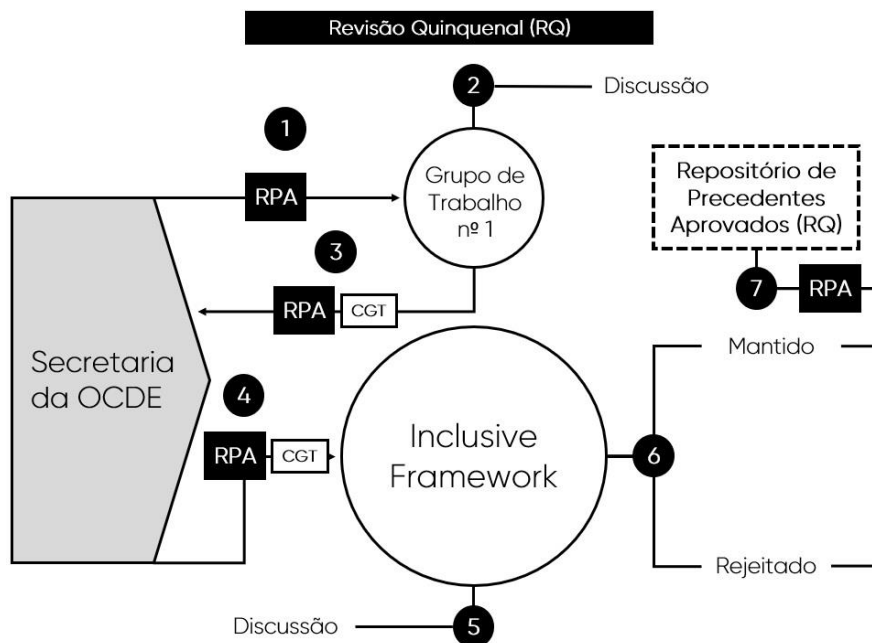 Revisão Quinquenal (RQ)
2
Discussão
1
RPA
Grupo de
Trabalho
nº 1
Repositório de
Precedentes
Aprovados (RQ)
3
RPA
CGT
7
RPA
Secretaria
da OCDE
4
RPA
CGT
Inclusive
Framework
Mantido
6
Rejeitado
Discussão
5